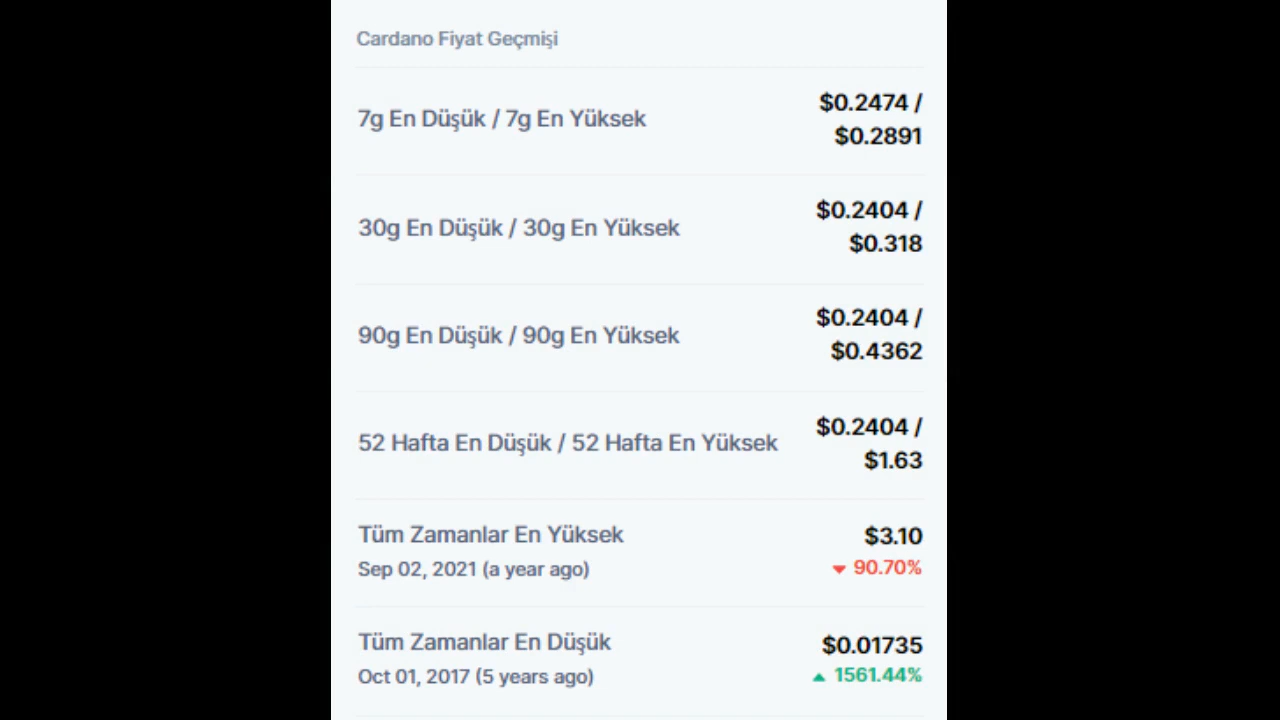 Cardano Fiyat Geçmişi
7g En Düşük / 7g En Yüksek
$0.2474 /
$0.2891
30g En Düşük / 30g En Yüksek
$0.2404 /
$0.318
90g En Düşük / 90g En Yüksek
$0.2404 /
$0.4362
52 Hafta En Düşük / 52 Hafta En Yüksek
$0.2404 /
$1.63
Tüm Zamanlar En Yüksek
$3.10
Sep 02, 2021 (a year ago)
90.70%
Tüm Zamanlar En Düşük
$0.01735
Oct 01, 2017 (5 years ago)
1561.44%